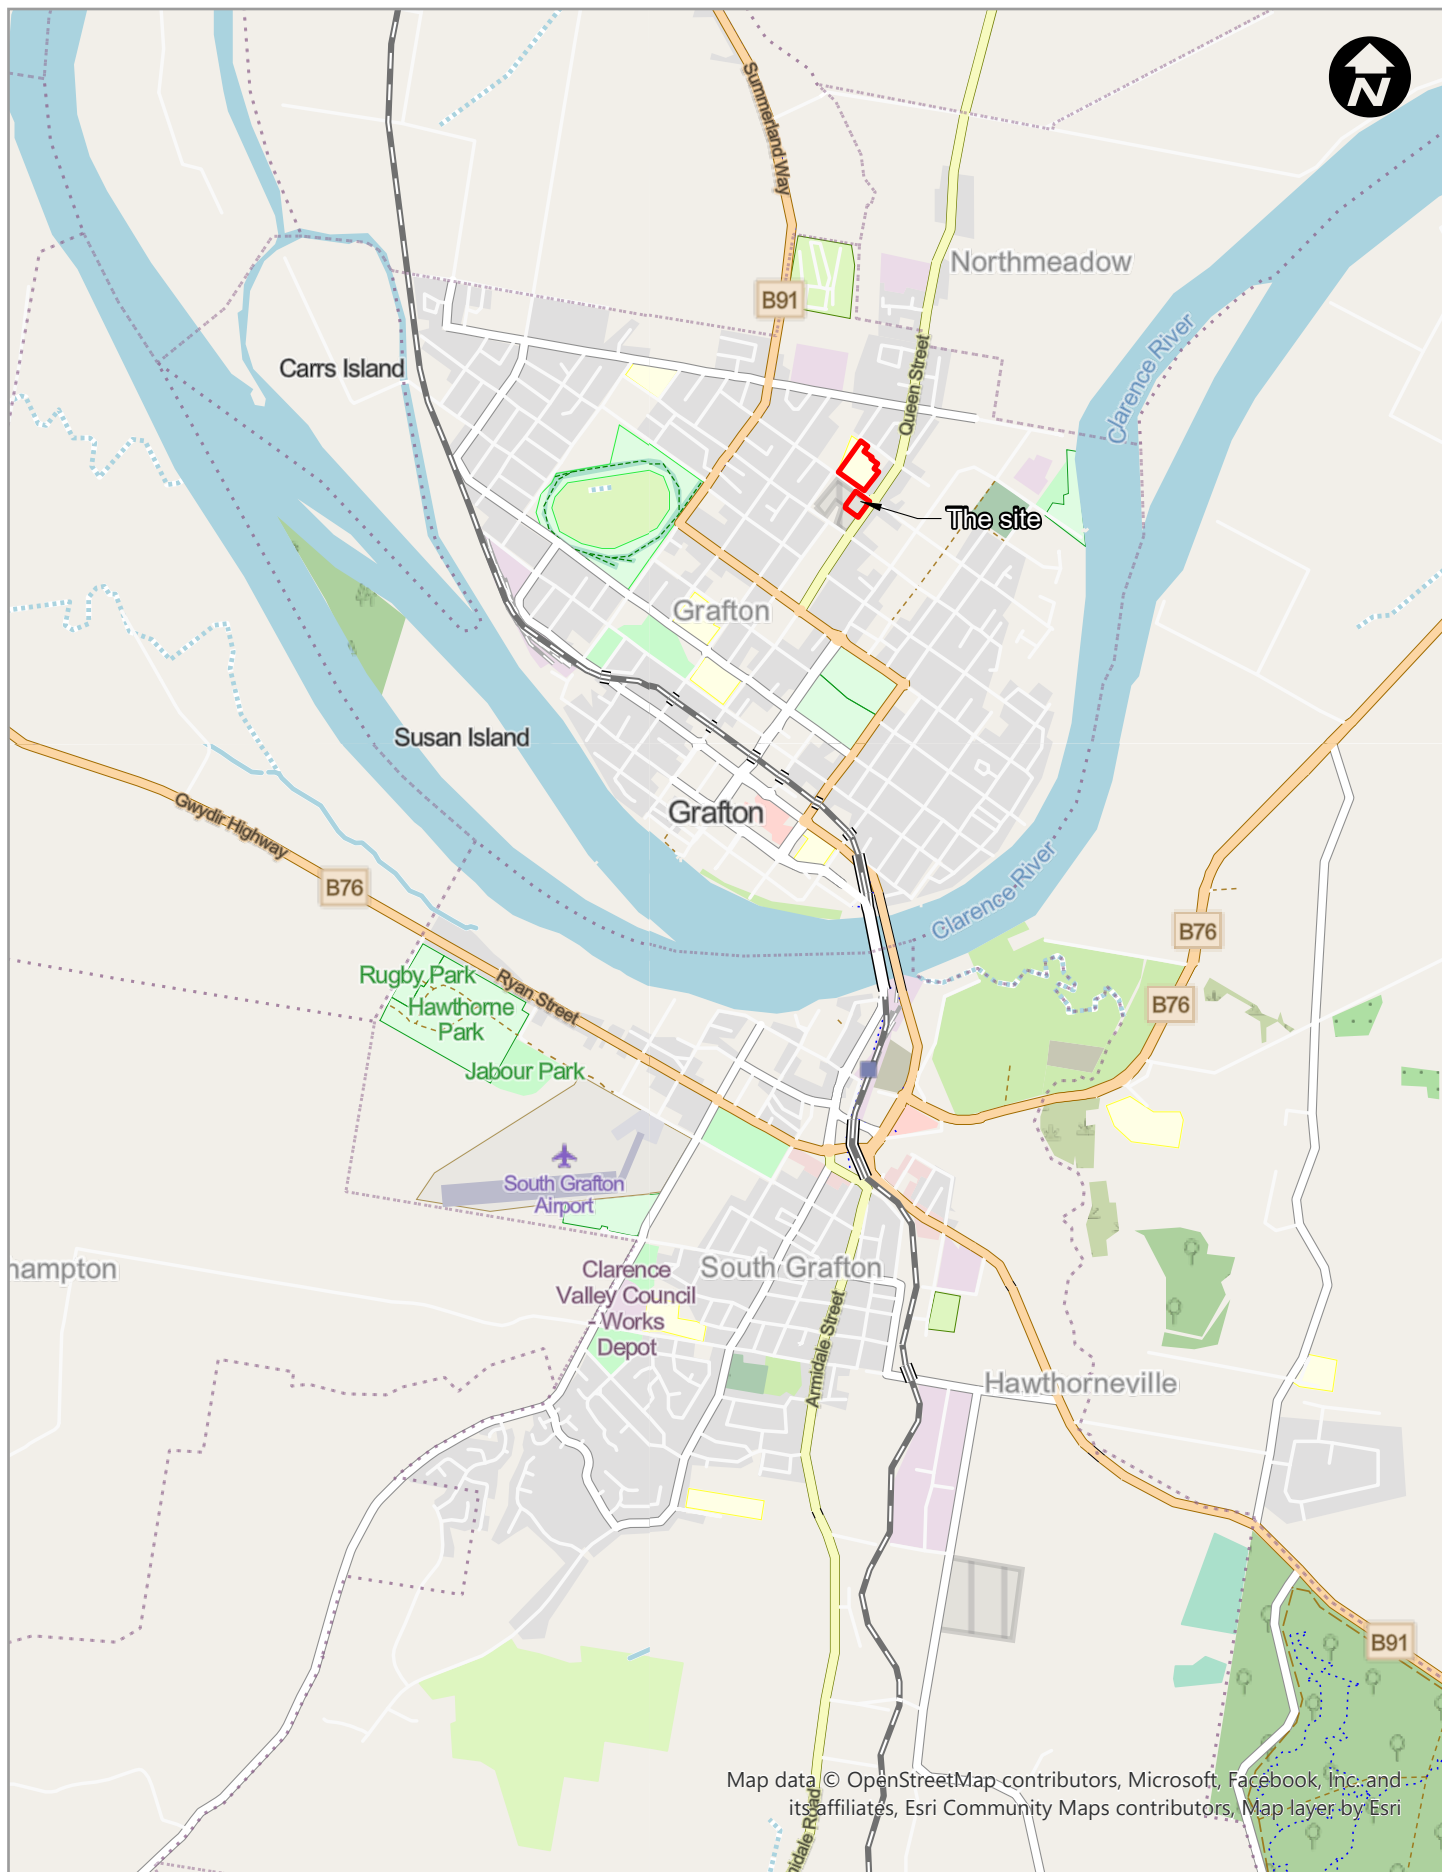 N
Summerland Way
Northmeadow
B91
Clarence River
Carrs Island
Queen Street
The site
Grafton
Susan Island
Grafton
Gwydir Highway
B76
Clarence River
B76
Rugby Park
Ryan Street
B76
Hawthorne
Park
Jabour Park
South Grafton
Airport
hampton
Clarence
Valley Council
- Works
Depot
South Grafton
Armidale Street
Hawthorneville
B91
Map data © OpenStreetMap contributors, Microsoft, Facebook, Inc. and
its affiliates, Esri Community Maps contributors, Map layer by Esri
nidale Road